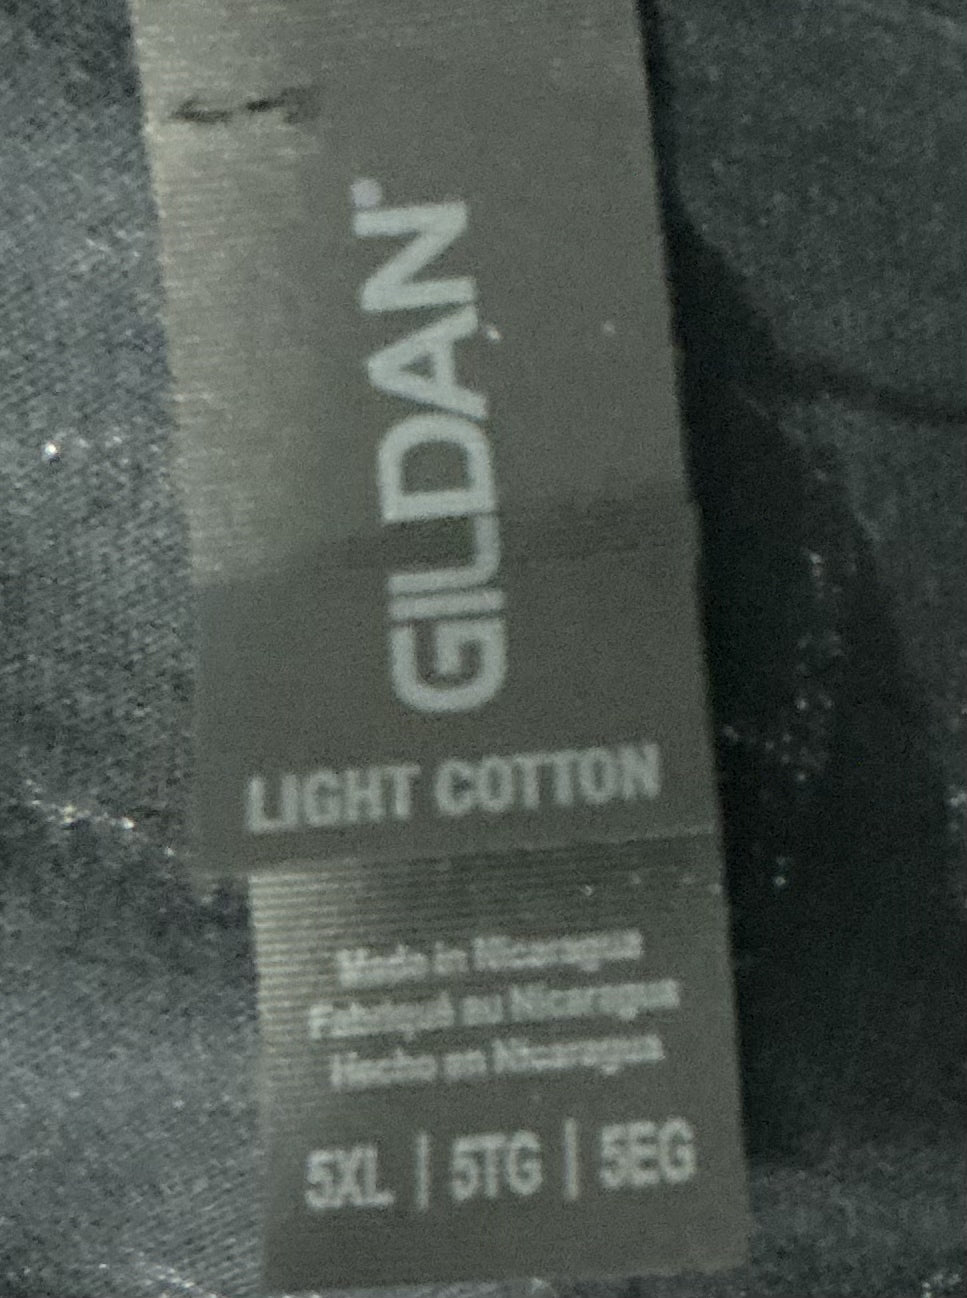 GILDAN
LIGHT COTTON
Made in Nicaragua
Fabriqué au Nicaragua
Hecho en Nicaragua
5XL | 5TG | 5EG